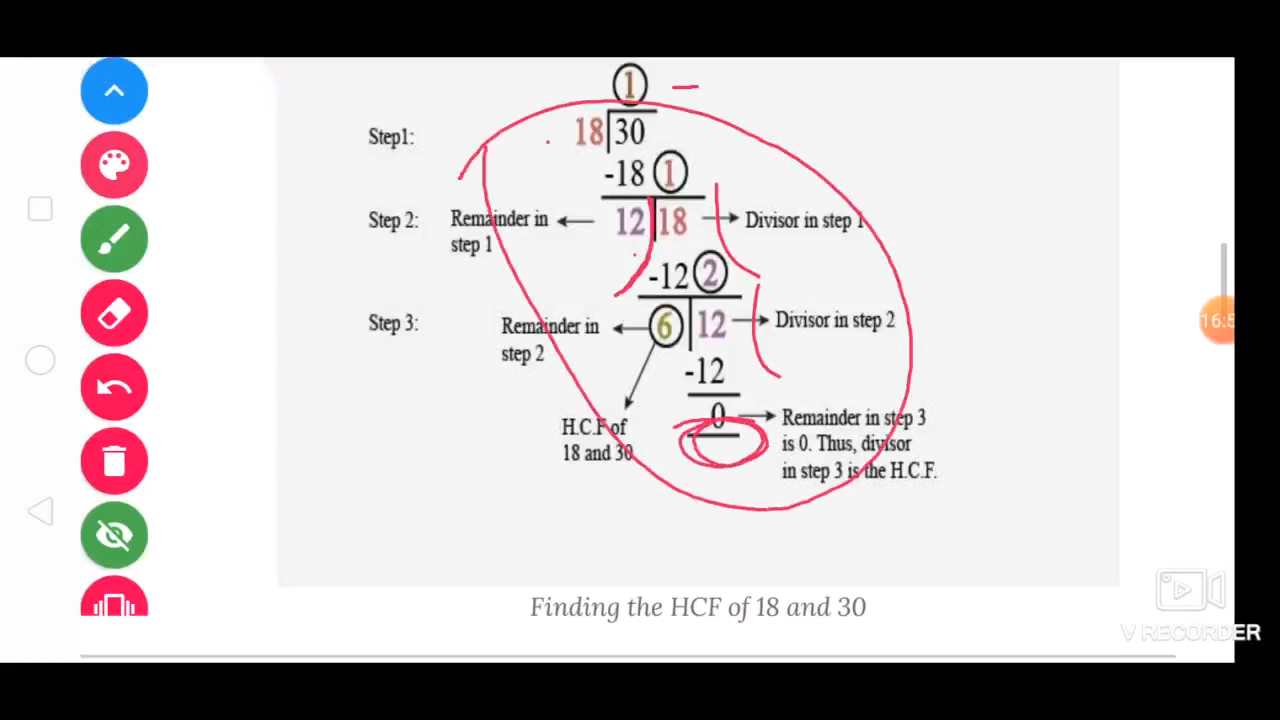 1
Step1: 18 30
-18 1
Step 2: Remainder in step 1 12 18 Divisor in step 1
-12 2
Step 3: Remainder in step 2 6 12 Divisor in step 2
-12
0
H.C.F of
18 and 30
Remainder in step 3
is 0. Thus, divisor
in step 3 is the H.C.F.
Finding the HCF of 18 and 30
16:5
V RECORDER